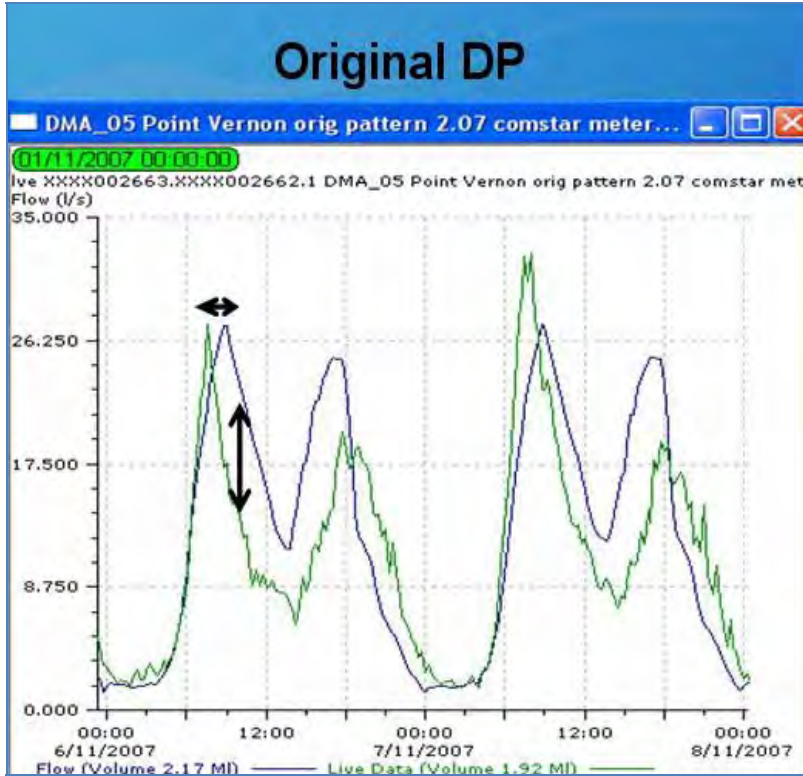 Original DP
DMA_05 Point Vernon orig pattern 2.07 comstar meter...
01/11/2007 00:00:00
lve XXXX002663.XXXX002662.1 DMA_05 Point Vernon orig pattern 2.07 comstar met
Flow (l/s)
35.000
26.250
17.500
8.750
0.000
00:00 12:00 00:00 12:00 00:00
6/11/2007 7/11/2007 8/11/2007
Flow (Volume 2.17 Ml) Live Data (Volume 1.92 Ml)